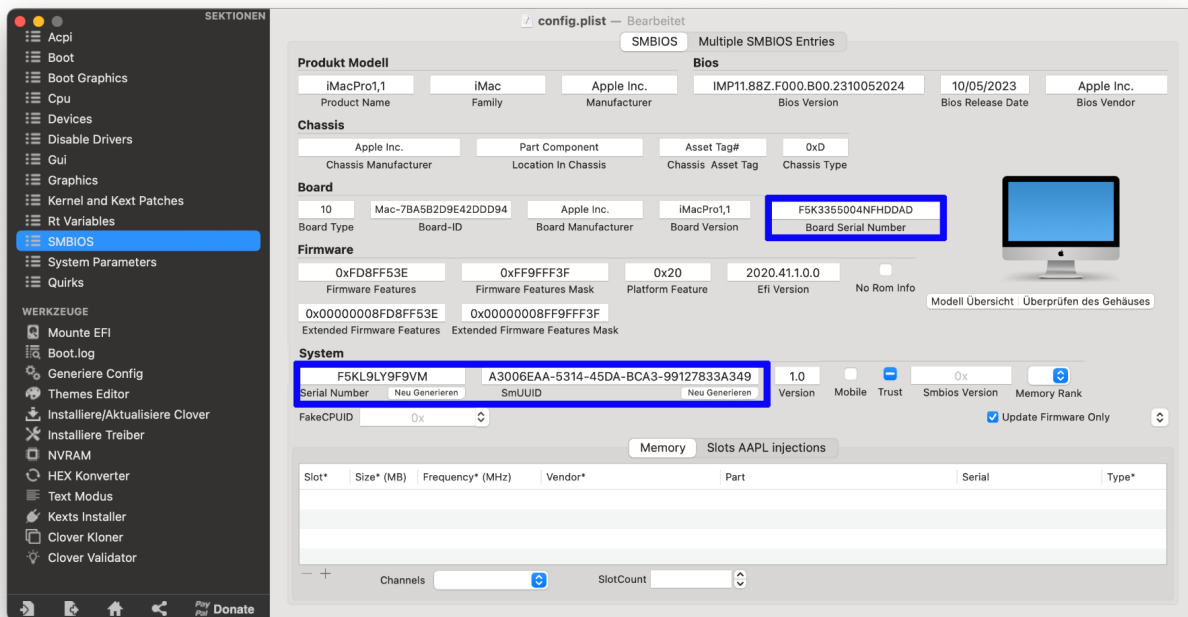 SEKTIONEN
Acpi
Boot
Boot Graphics
Cpu
Devices
Disable Drivers
Gui
Graphics
Kernel and Kext Patches
Rt Variables
SMBIOS
System Parameters
Quirks
WERKZEUGE
Mounte EFI
Boot.log
Generiere Config
Themes Editor
Installiere/Aktualisiere Clover
Installiere Treiber
NVRAM
HEX Konverter
Text Modus
Kexts Installer
Clover Kloner
Clover Validator
Pay Pal Donate
config.plist — Bearbeitet
SMBIOS Multiple SMBIOS Entries
Produkt Modell Bios
iMacPro1,1 iMac Apple Inc. IMP11.88Z.F000.B00.2310052024 10/05/2023 Apple Inc.
Product Name Family Manufacturer Bios Version Bios Release Date Bios Vendor
Chassis
Apple Inc. Part Component Asset Tag# 0xD
Chassis Manufacturer Location In Chassis Chassis Asset Tag Chassis Type
Board
10 Mac-7BA5B2D9E42DDD94 Apple Inc. iMacPro1,1 F5K3355004NFHDDAD
Board Type Board-ID Board Manufacturer Board Version Board Serial Number
Firmware
0xFD8FF53E 0xFF9FFF3F 0x20 2020.41.1.0.0
Firmware Features Firmware Features Mask Platform Feature Efi Version No Rom Info
Modell Übersicht Überprüfen des Gehäuses
0x00000008FD8FF53E 0x00000008FF9FFF3F
Extended Firmware Features Extended Firmware Features Mask
System
F5KL9LY9F9VM A3006EAA-5314-45DA-BCA3-99127833A349 1.0 0x
Serial Number Neu Generieren SmUUID Neu Generieren Version Mobile Trust Smbios Version Memory Rank
FakeCPUID 0x Update Firmware Only
Memory Slots AAPL injections
Slot* Size* (MB) Frequency* (MHz) Vendor* Part Serial Type*
Channels SlotCount